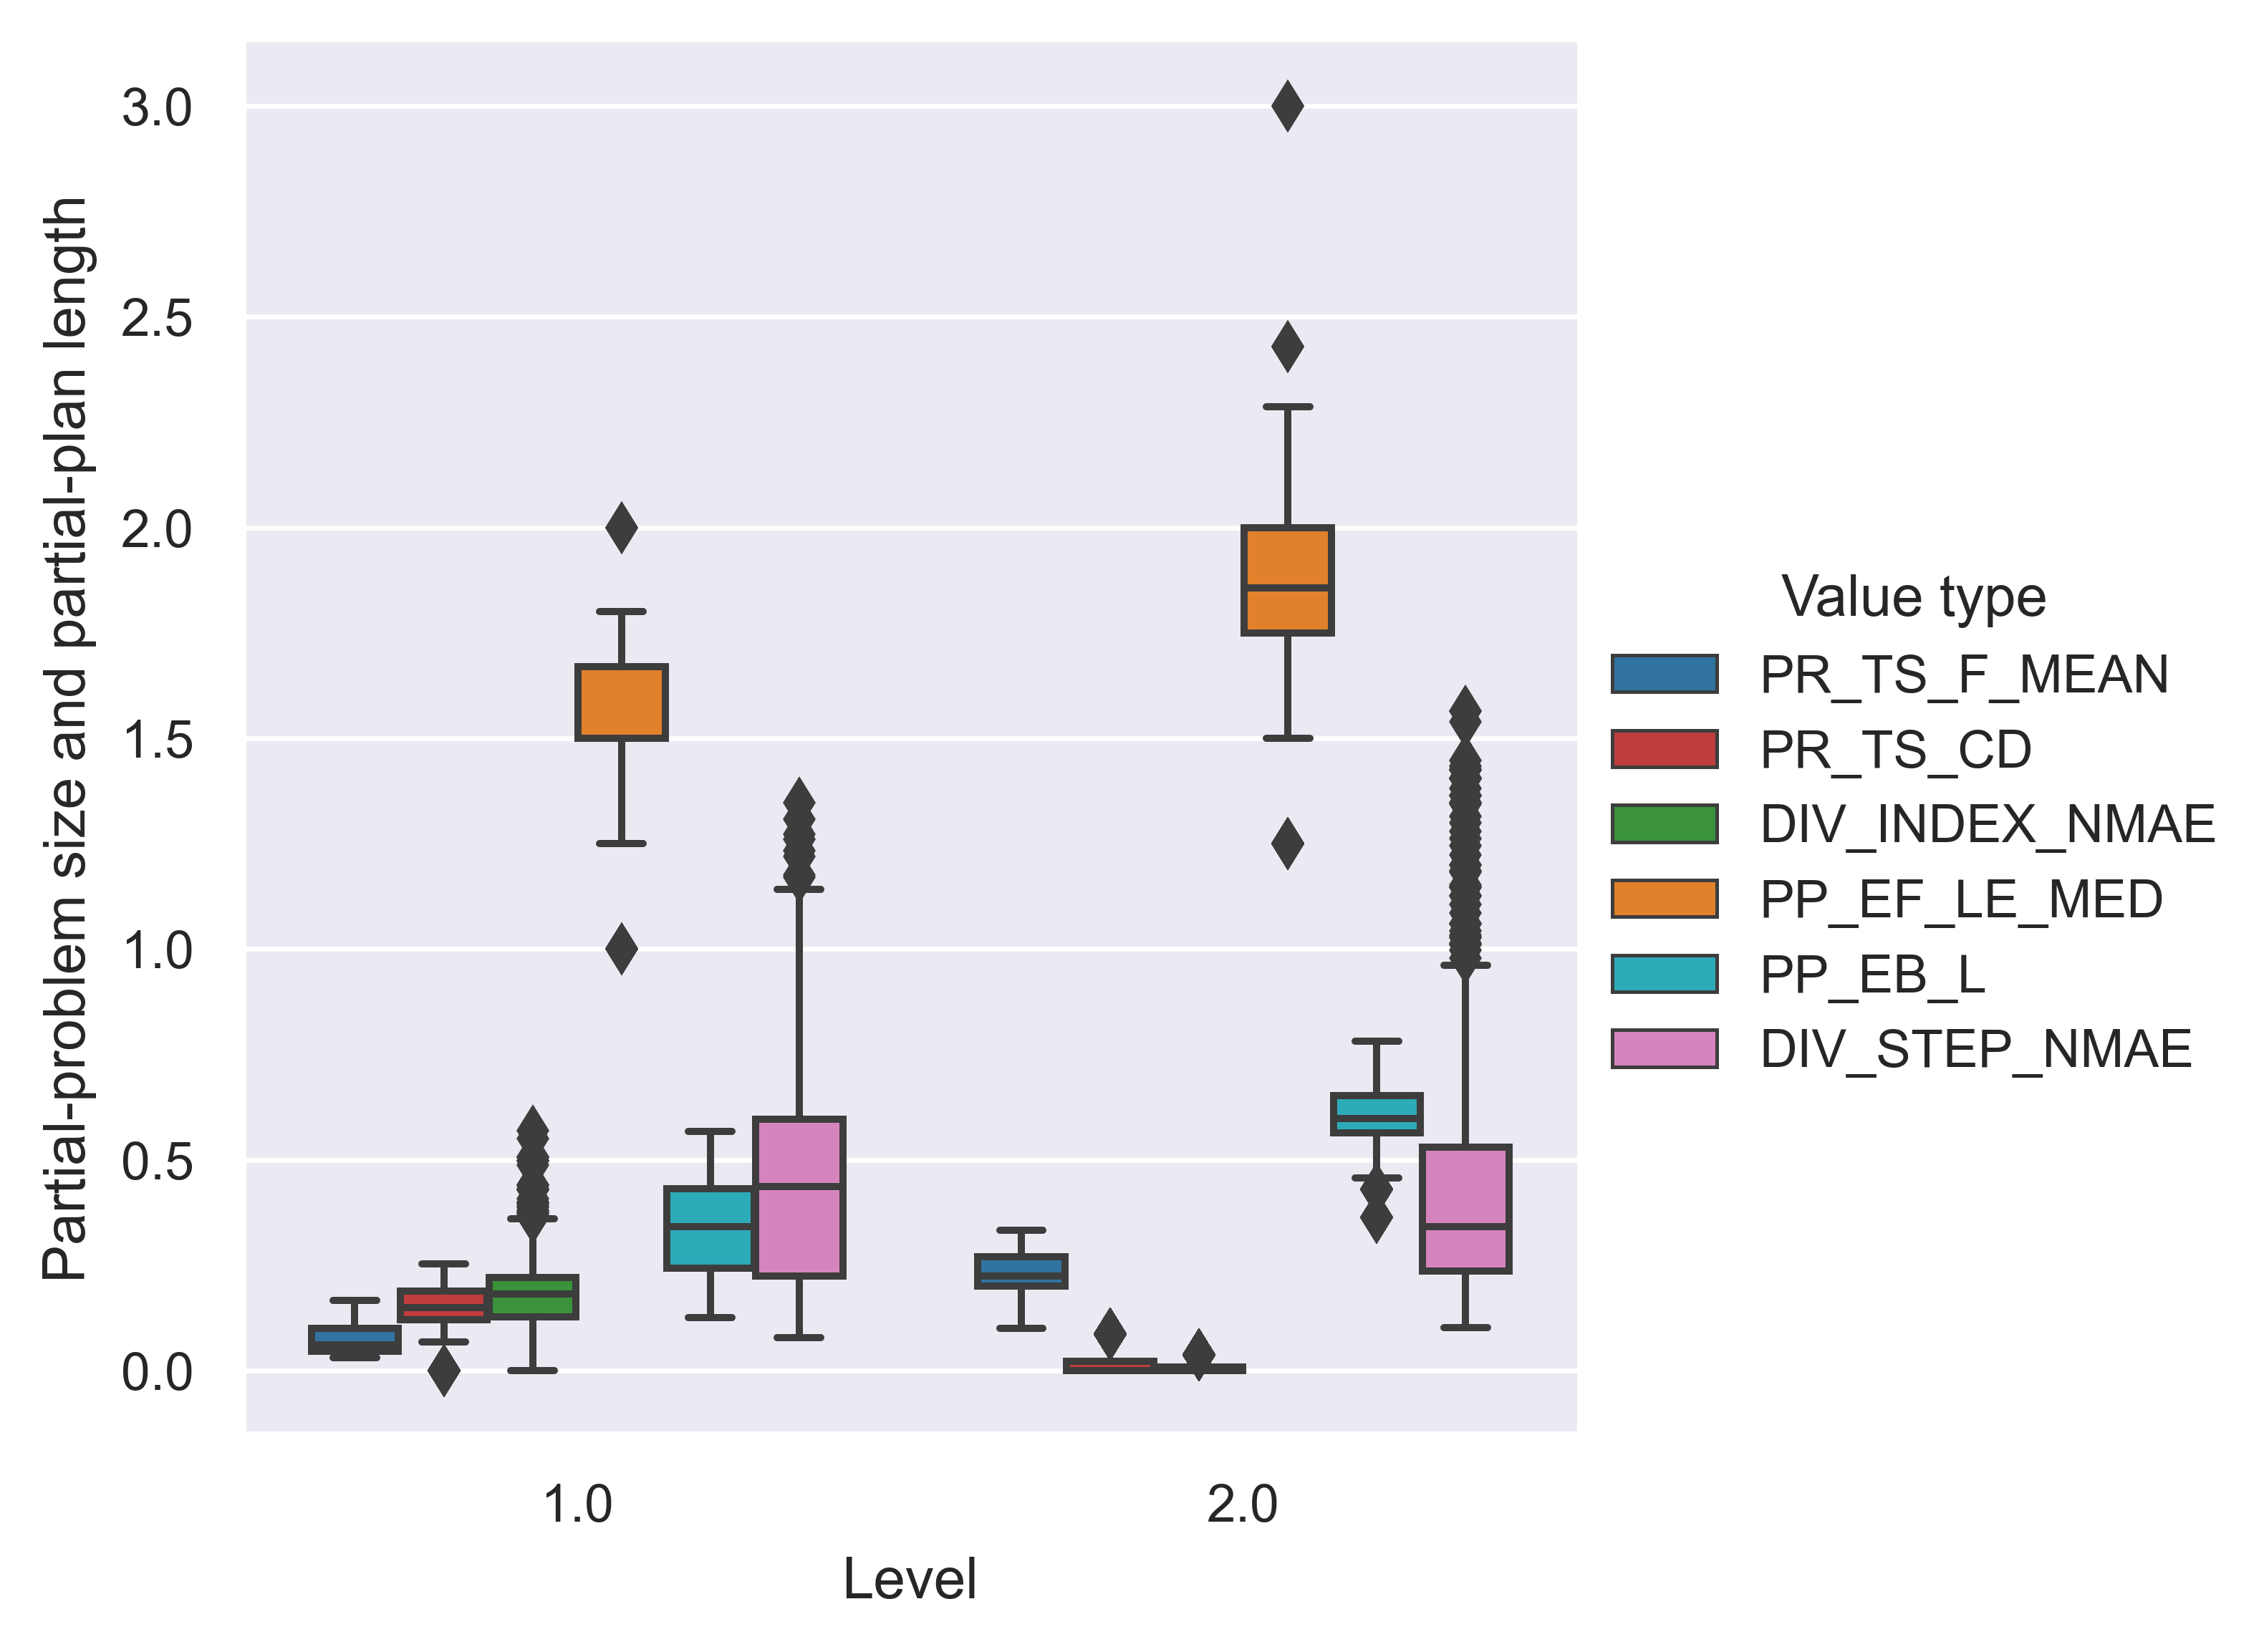 Partial-problem size and partial-plan length
3.0
2.5
2.0
1.5
1.0
0.5
0.0
1.0
2.0
Level
Value type
PR_TS_F_MEAN
PR_TS_CD
DIV_INDEX_NMAE
PP_EF_LE_MED
PP_EB_L
DIV_STEP_NMAE